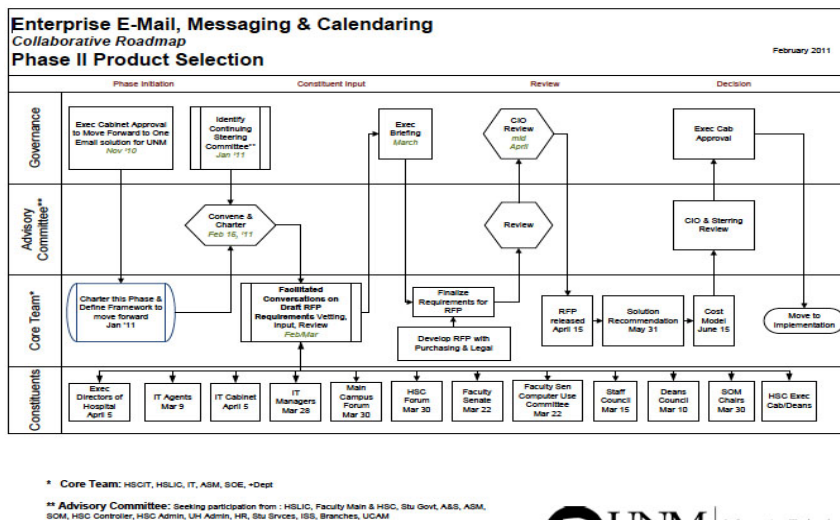 Enterprise E-Mail, Messaging & Calendaring
Collaborative Roadmap
Phase II Product Selection
February 2011
Phase Initiation
Constituent Input
Review
Decision
Governance
Exec Cabinet Approval
to Move Forward to One
Email solution for UNM
Nov '10
Identify
Continuing
Steering
Committee**
Jan '11
Exec
Briefing
March
CIO
Review
mid
April
Exec Cab
Approval
Advisory
Committee**
Convene &
Charter
Feb 16, '11
Review
CIO & Sterring
Review
Core Team*
Charter this Phase &
Define Framework to
move forward
Jan '11
Facilitated
Conversations on
Draft RFP
Requirements Vetting,
Input, Review
Feb/Mar
Finalize
Requirements for
RFP
Develop RFP with
Purchasing & Legal
RFP
released
April 15
Solution
Recommendation
May 31
Cost
Model
June 15
Move to
Implementation
Constituents
Exec
Directors of
Hospital
April 5
IT Agents
Mar 9
IT Cabinet
April 5
IT
Managers
Mar 28
Main
Campus
Forum
Mar 30
HSC
Forum
Mar 30
Faculty
Senate
Mar 22
Faculty Sen
Computer Use
Committee
Mar 22
Staff
Council
Mar 15
Deans
Council
Mar 10
SOM
Chairs
Mar 30
HSC Exec
Cab/Deans
* Core Team: HSCIT, HSLIC, IT, ASM, SOE, +Dept
** Advisory Committee: Seeking participation from : HSLIC, Faculty Main & HSC, Stu Govt, A&S, ASM,
SOM, HSC Controller, HSC Admin, UH Admin, HR, Stu Srvces, ISS, Branches, UCAM
UNM